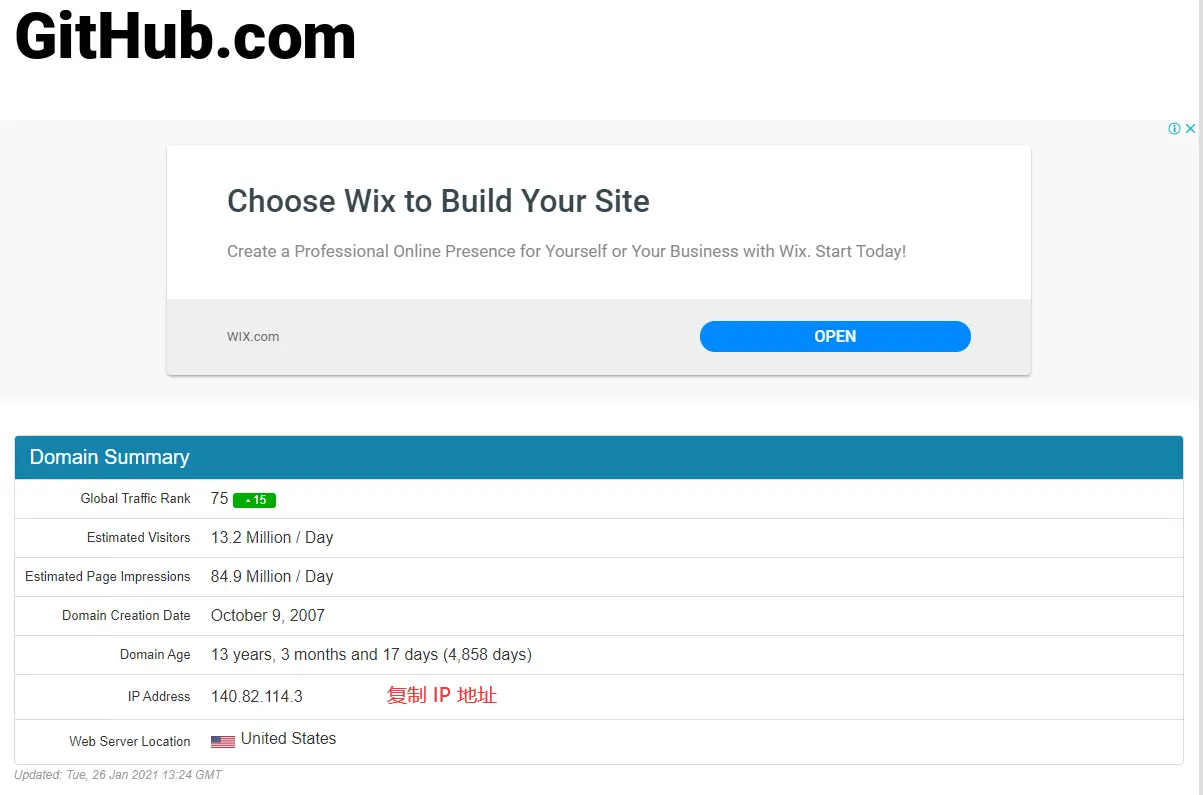 GitHub.com
Choose Wix to Build Your Site
Create a Professional Online Presence for Yourself or Your Business with Wix. Start Today!
WIX.com
OPEN
Domain Summary
Global Traffic Rank 75 15
Estimated Visitors 13.2 Million / Day
Estimated Page Impressions 84.9 Million / Day
Domain Creation Date October 9, 2007
Domain Age 13 years, 3 months and 17 days (4,858 days)
IP Address 140.82.114.3 复制 IP 地址
Web Server Location United States
Updated: Tue, 26 Jan 2021 13:24 GMT